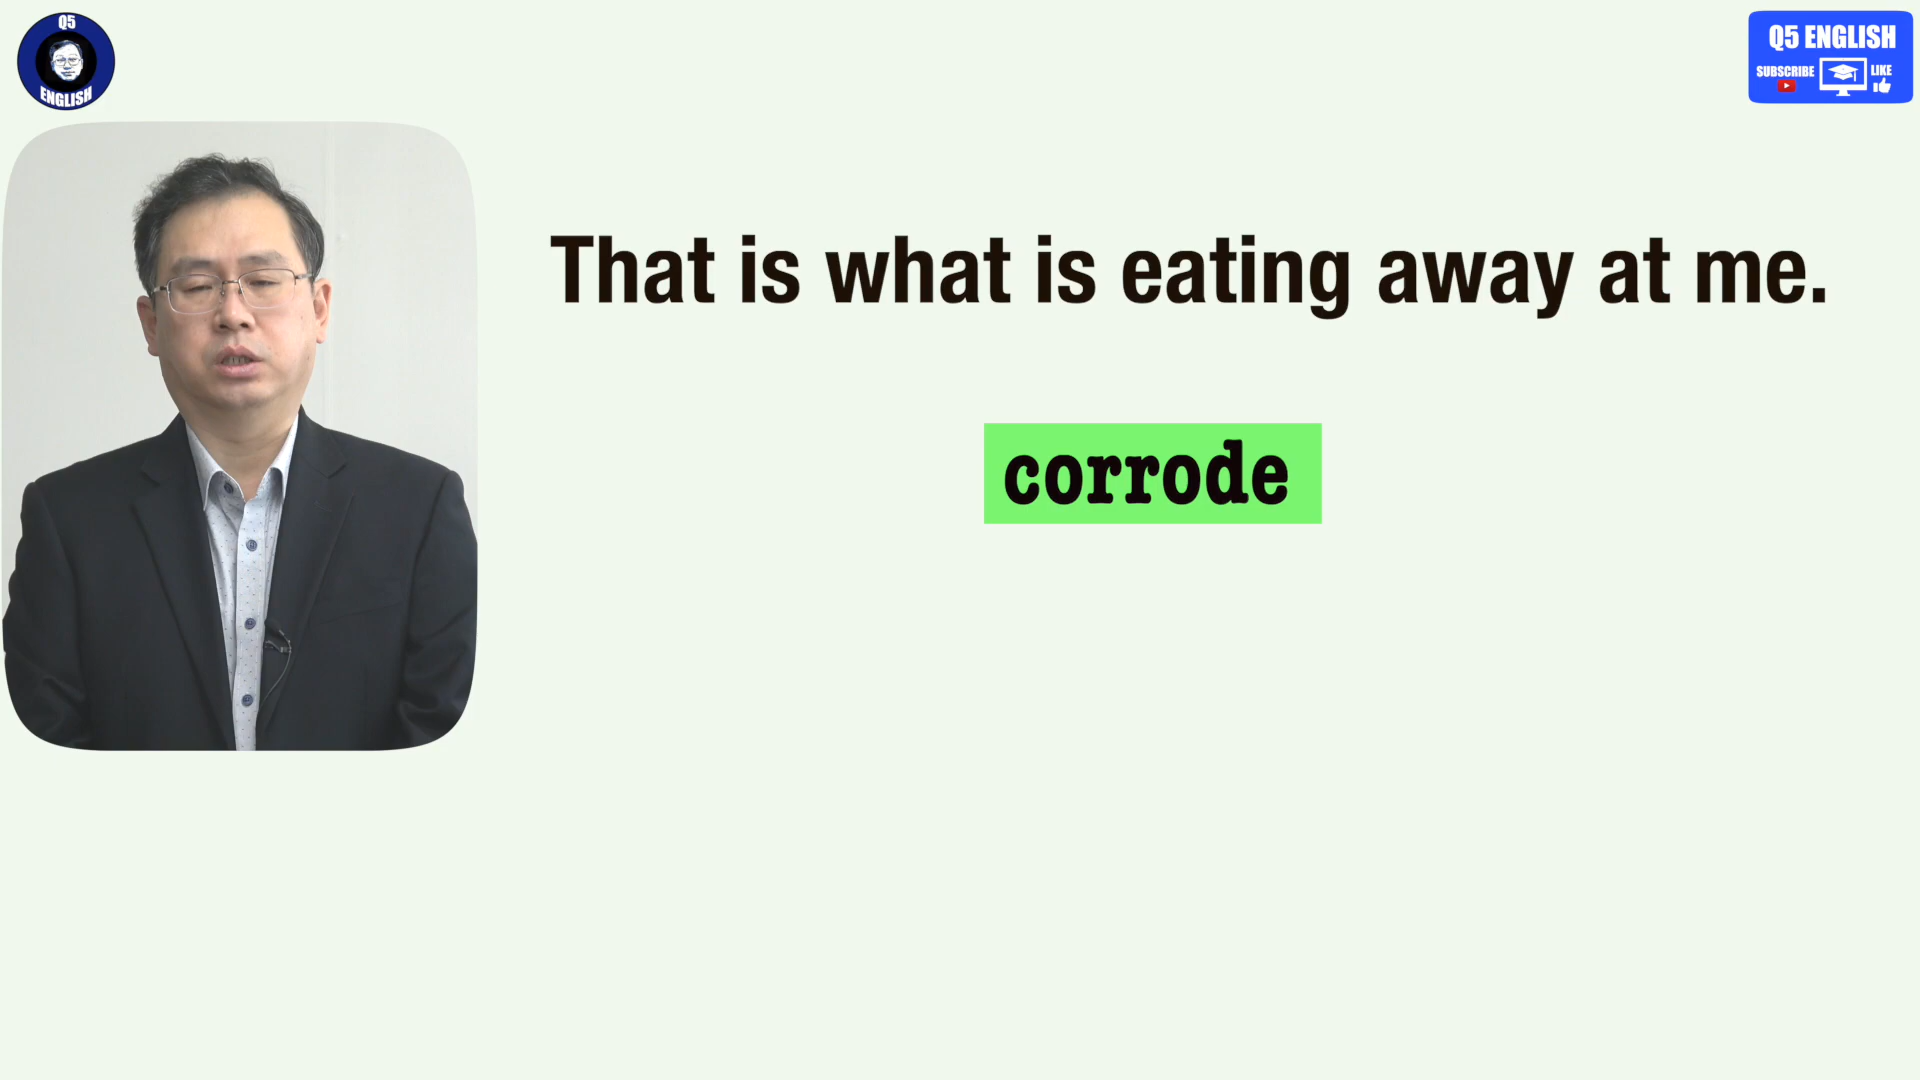 Q5
ENGLISH
Q5 ENGLISH
SUBSCRIBE
LIKE
That is what is eating away at me.
corrode